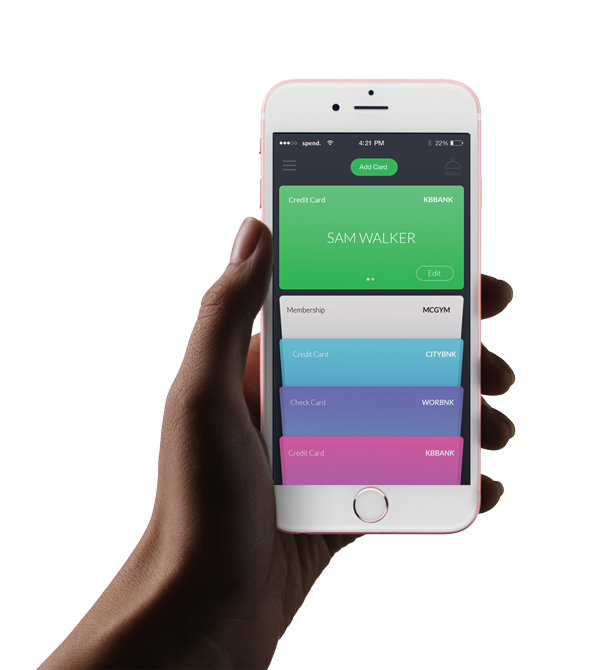 spend. 4:21 PM 22%
Add Card
Credit Card KBBANK
SAM WALKER
Edit
Membership MCGYM
Credit Card CITYBNK
Check Card WORBNK
Credit Card KBBANK